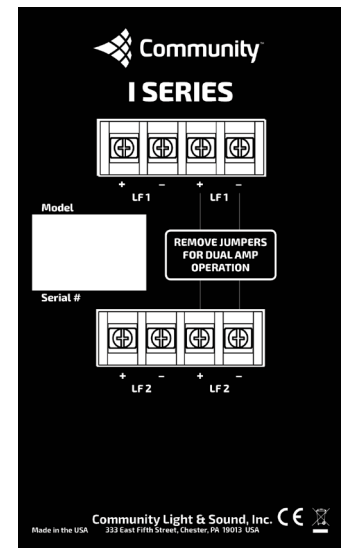 Community™
I SERIES
+ − + −
LF 1 LF 1
Model
REMOVE JUMPERS
FOR DUAL AMP
OPERATION
Serial #
+ − + −
LF 2 LF 2
Community Light & Sound, Inc. CE
Made in the USA 333 East Fifth Street, Chester, PA 19013 USA